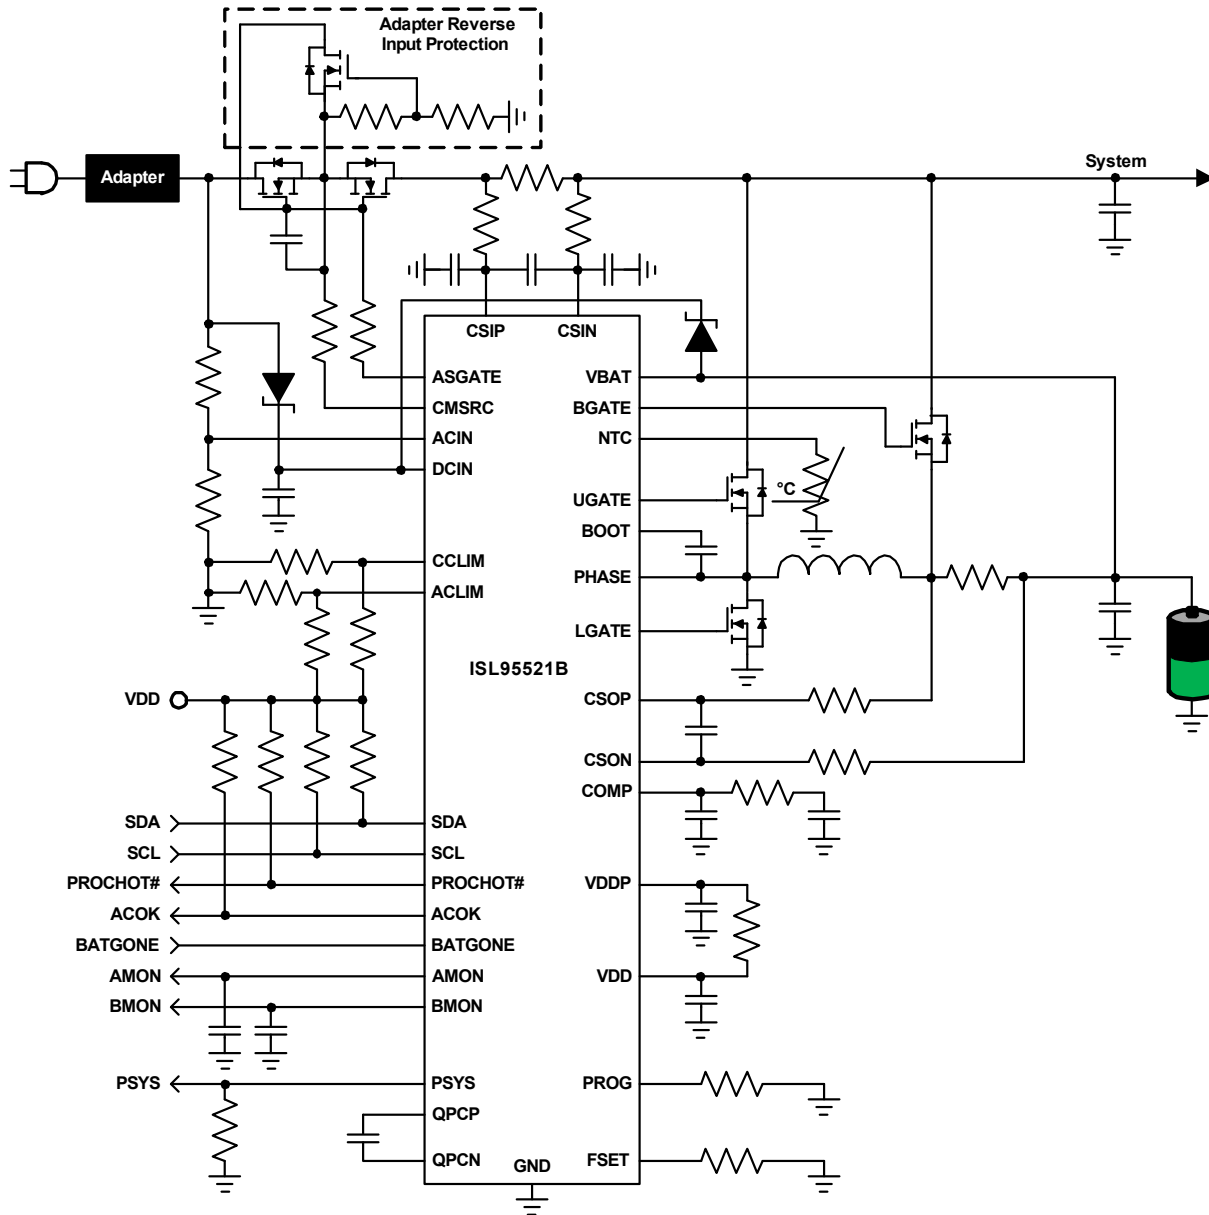 Adapter Reverse
Input Protection
Adapter
System
CSIP
CSIN
ASGATE
CMSRC
ACIN
DCIN
CCLIM
ACLIM
VBAT
BGATE
NTC
°C
UGATE
BOOT
PHASE
LGATE
ISL95521B
VDD
CSOP
CSON
COMP
SDA
SCL
PROCHOT#
ACOK
BATGONE
AMON
BMON
PSYS
SDA
SCL
PROCHOT#
ACOK
BATGONE
AMON
BMON
PSYS
QPCP
QPCN
VDDP
VDD
PROG
FSET
GND